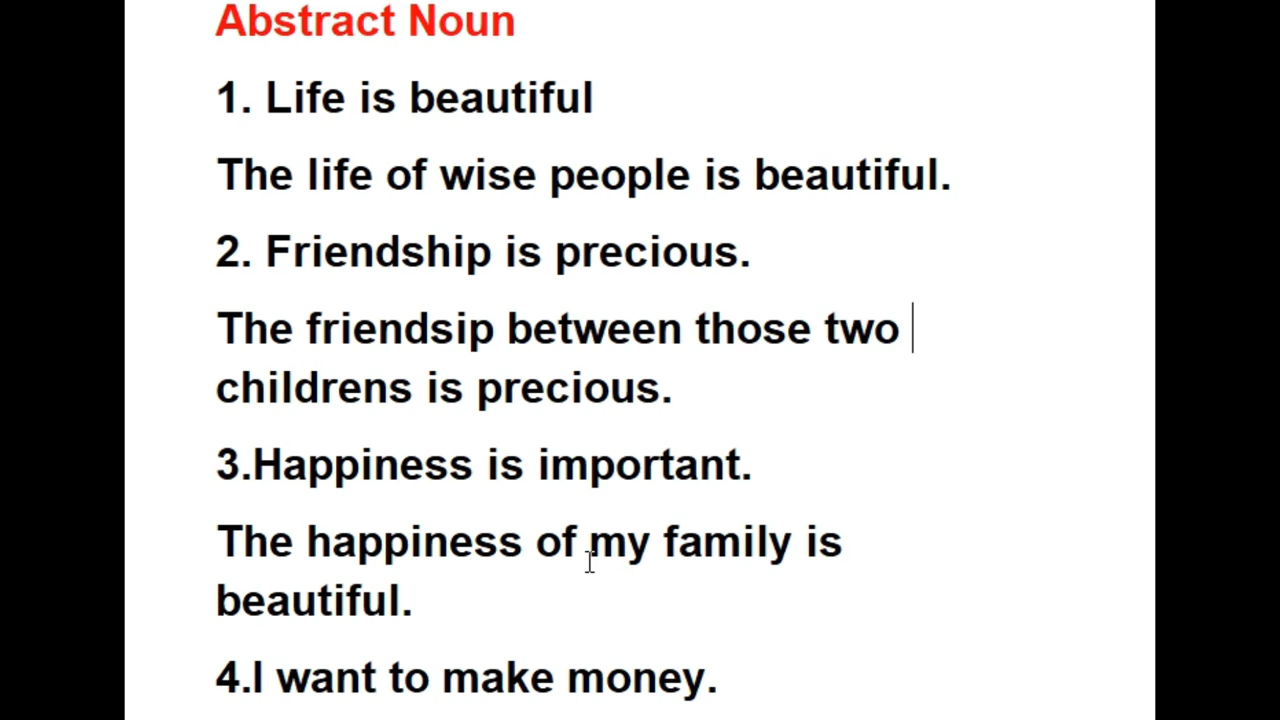 Abstract Noun
1. Life is beautiful
The life of wise people is beautiful.
2. Friendship is precious.
The friendsip between those two
childrens is precious.
3.Happiness is important.
The happiness of my family is
beautiful.
4.I want to make money.